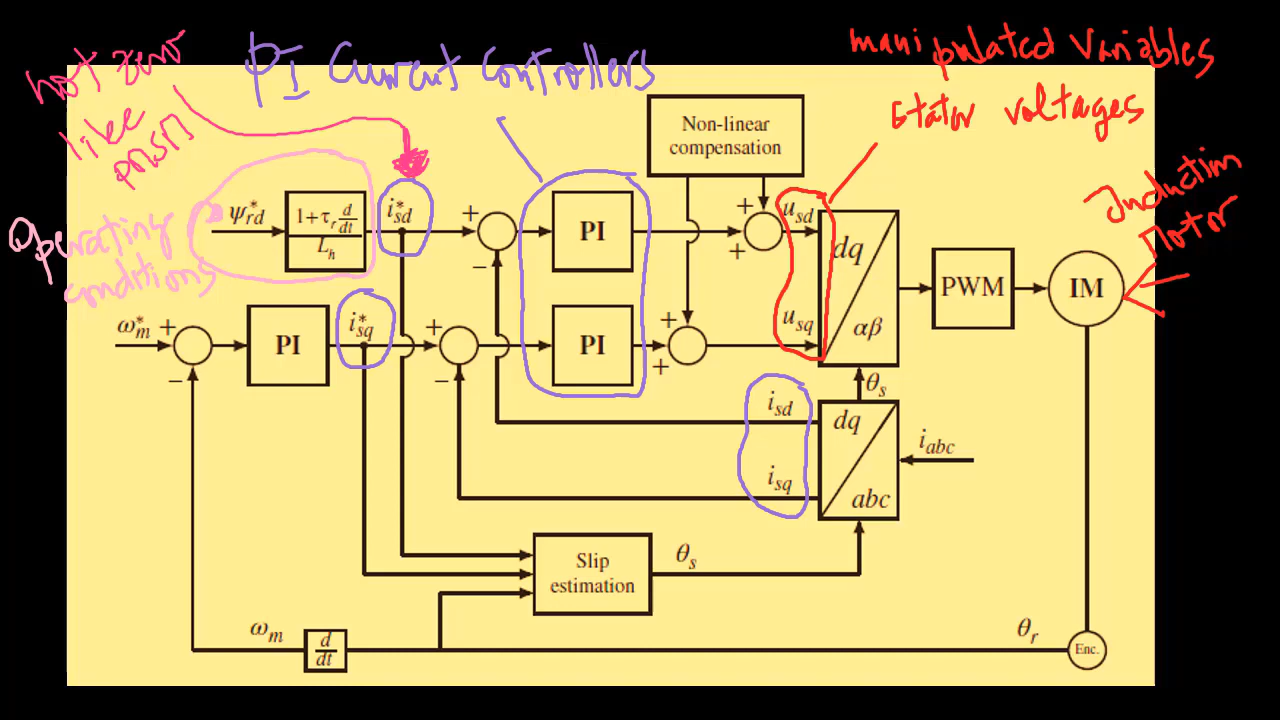 not zero
like
PMSM
PI Current Controllers
manipulated variables
stator voltages
Induction
Motor
Operating
conditions
Non-linear
compensation
ψ*rd
1+τr d/dt
Lh
i*sd
+
−
PI
+
+
usd
dq
αβ
PWM
IM
ω*m
+
−
PI
i*sq
+
−
PI
+
+
usq
θs
isd
dq
iabc
isq
abc
Slip
estimation
θs
ωm
d/dt
θr
Enc.